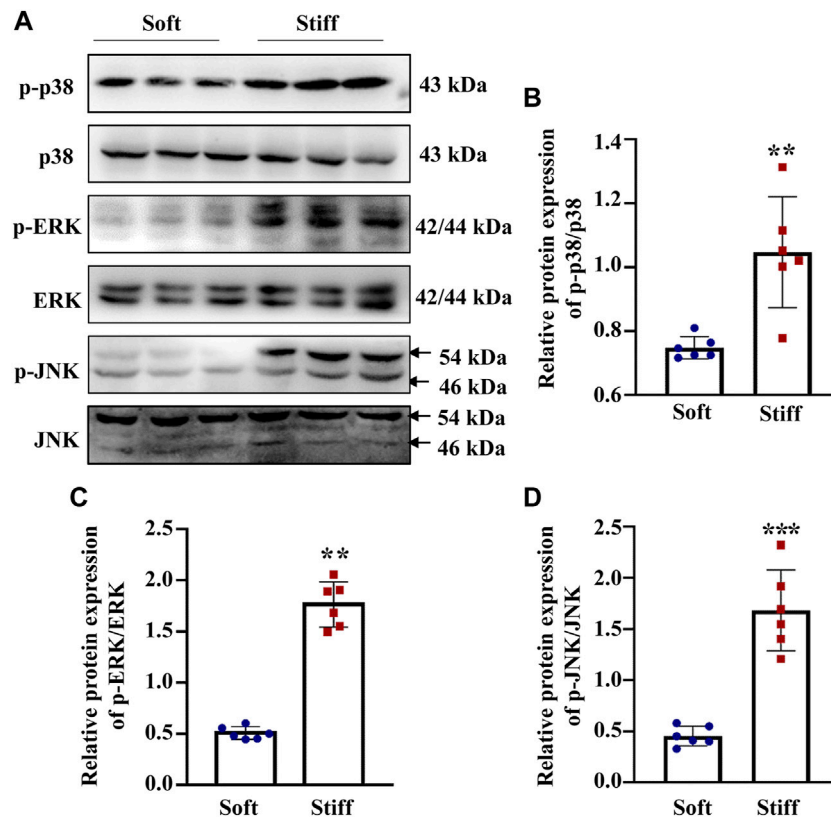 A
Soft Stiff
p-p38 43 kDa
p38 43 kDa
p-ERK 42/44 kDa
ERK 42/44 kDa
p-JNK 54 kDa
46 kDa
JNK 54 kDa
46 kDa
B
Relative protein expression
of p-p38/p38
1.4
1.2
1.0
0.8
0.6
**
Soft Stiff
C
Relative protein expression
of p-ERK/ERK
2.5
2.0
1.5
1.0
0.5
0.0
**
Soft Stiff
D
Relative protein expression
of p-JNK/JNK
2.5
2.0
1.5
1.0
0.5
0.0
***
Soft Stiff